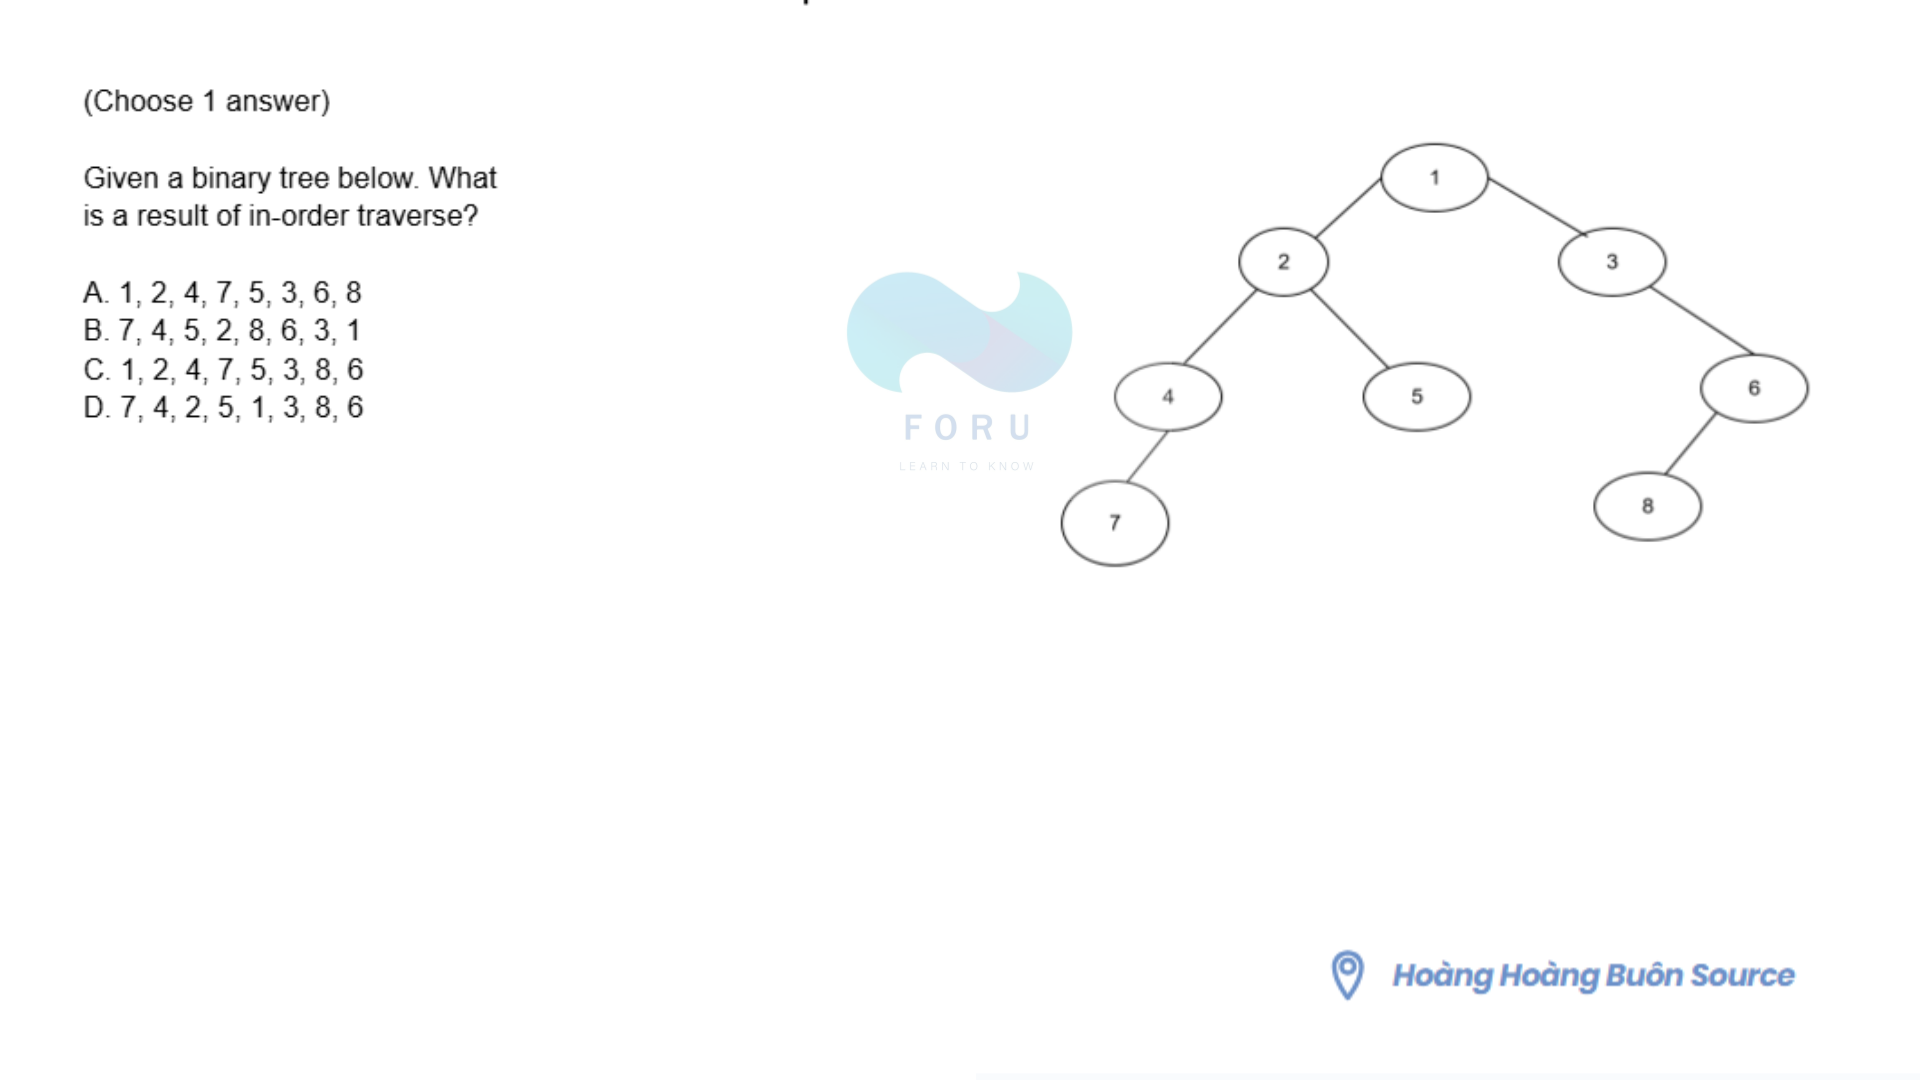 (Choose 1 answer)
Given a binary tree below. What
is a result of in-order traverse?
A. 1, 2, 4, 7, 5, 3, 6, 8
B. 7, 4, 5, 2, 8, 6, 3, 1
C. 1, 2, 4, 7, 5, 3, 8, 6
D. 7, 4, 2, 5, 1, 3, 8, 6
1
2
3
4
5
6
7
8
FORU
LEARN TO KNOW
Hoàng Hoàng Buôn Source